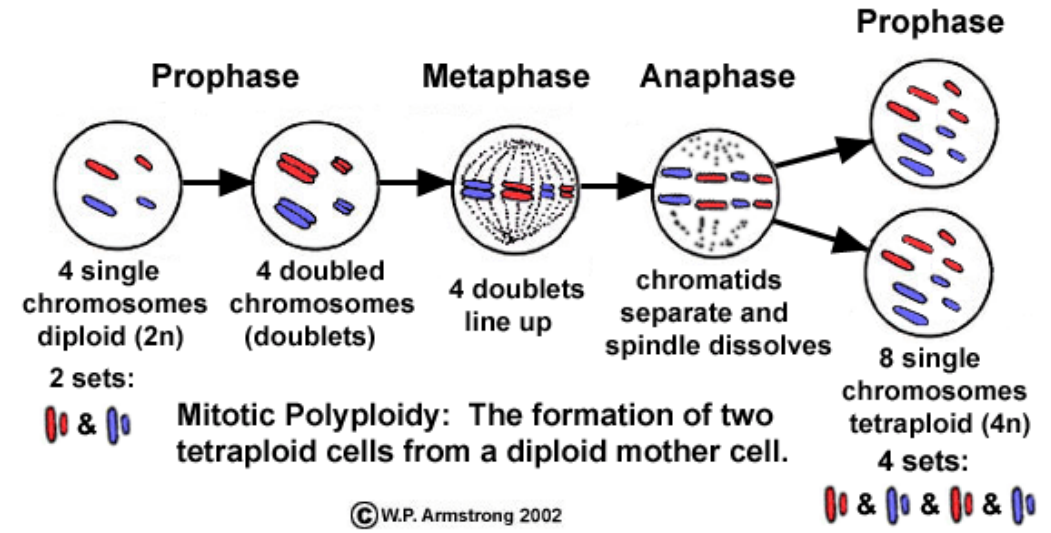 Prophase
Prophase
Metaphase
Anaphase
4 single
chromosomes
diploid (2n)
2 sets:
&
4 doubled
chromosomes
(doublets)
4 doublets
line up
chromatids
separate and
spindle dissolves
8 single
chromosomes
tetraploid (4n)
4 sets:
& & &
Mitotic Polyploidy: The formation of two
tetraploid cells from a diploid mother cell.
© W.P. Armstrong 2002